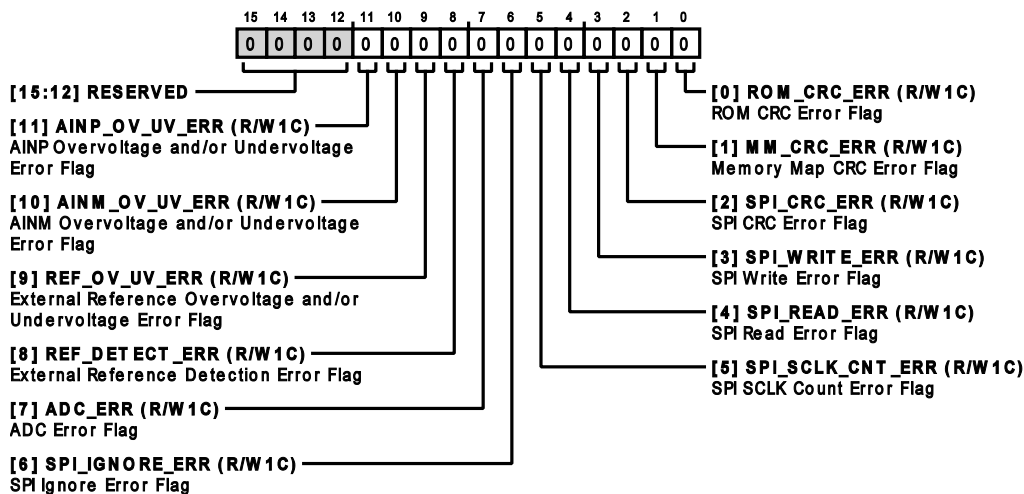 15 14 13 12 11 10 9 8 7 6 5 4 3 2 1 0
0 0 0 0 0 0 0 0 0 0 0 0 0 0 0 0
[15:12] RESERVED
[11] AINP_OV_UV_ERR (R/W1C)
AINP Overvoltage and/or Undervoltage
Error Flag
[10] AINM_OV_UV_ERR (R/W1C)
AINM Overvoltage and/or Undervoltage
Error Flag
[9] REF_OV_UV_ERR (R/W1C)
External Reference Overvoltage and/or
Undervoltage Error Flag
[8] REF_DETECT_ERR (R/W1C)
External Reference Detection Error Flag
[7] ADC_ERR (R/W1C)
ADC Error Flag
[6] SPI_IGNORE_ERR (R/W1C)
SPI Ignore Error Flag
[0] ROM_CRC_ERR (R/W1C)
ROM CRC Error Flag
[1] MM_CRC_ERR (R/W1C)
Memory Map CRC Error Flag
[2] SPI_CRC_ERR (R/W1C)
SPI CRC Error Flag
[3] SPI_WRITE_ERR (R/W1C)
SPI Write Error Flag
[4] SPI_READ_ERR (R/W1C)
SPI Read Error Flag
[5] SPI_SCLK_CNT_ERR (R/W1C)
SPI SCLK Count Error Flag